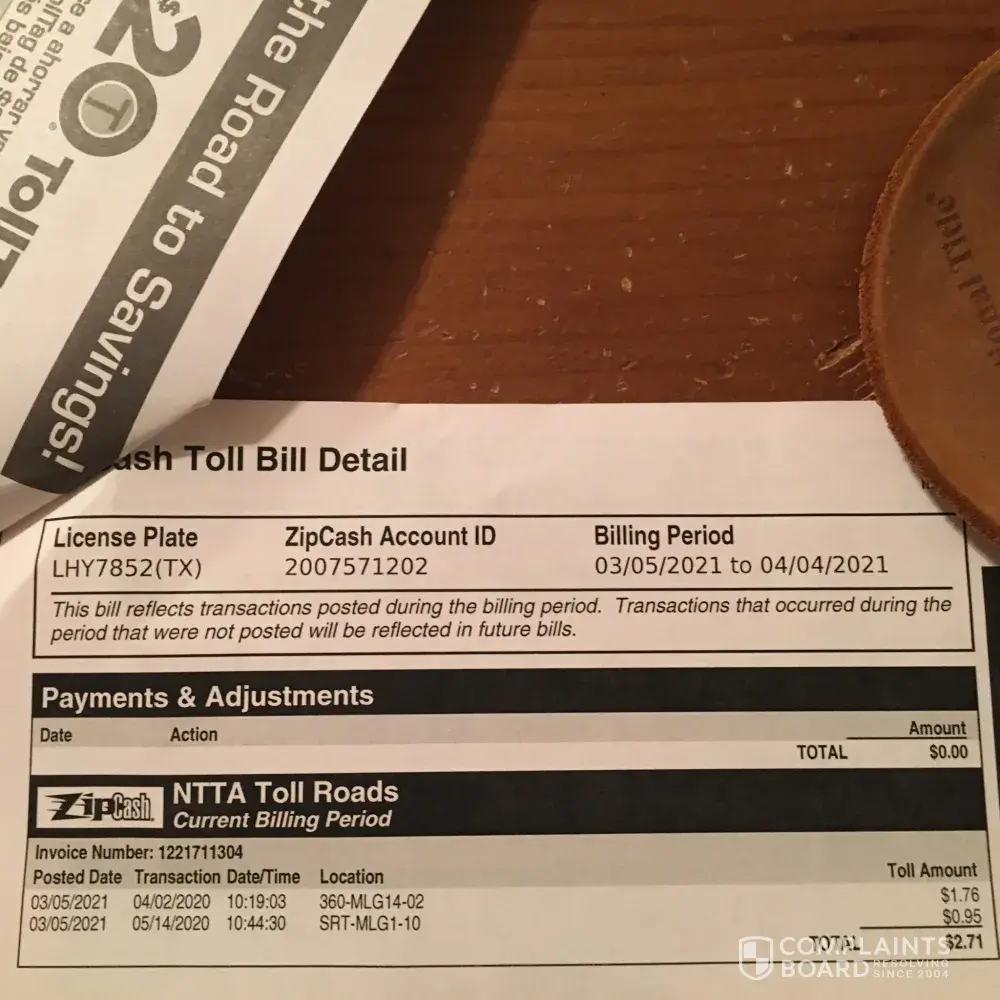 the Road to Savings!
$20 Toll
ash Toll Bill Detail
License Plate ZipCash Account ID Billing Period
LHY7852(TX) 2007571202 03/05/2021 to 04/04/2021
This bill reflects transactions posted during the billing period. Transactions that occurred during the
period that were not posted will be reflected in future bills.
Payments & Adjustments
Date Action Amount
TOTAL $0.00
ZipCash NTTA Toll Roads
Current Billing Period
Invoice Number: 1221711304
Posted Date Transaction Date/Time Location Toll Amount
03/05/2021 04/02/2020 10:19:03 360-MLG14-02 $1.76
03/05/2021 05/14/2020 10:44:30 SRT-MLG1-10 $0.95
TOTAL $2.71
COMPLAINTS
BOARD RESOLVING
SINCE 2004
onal Title